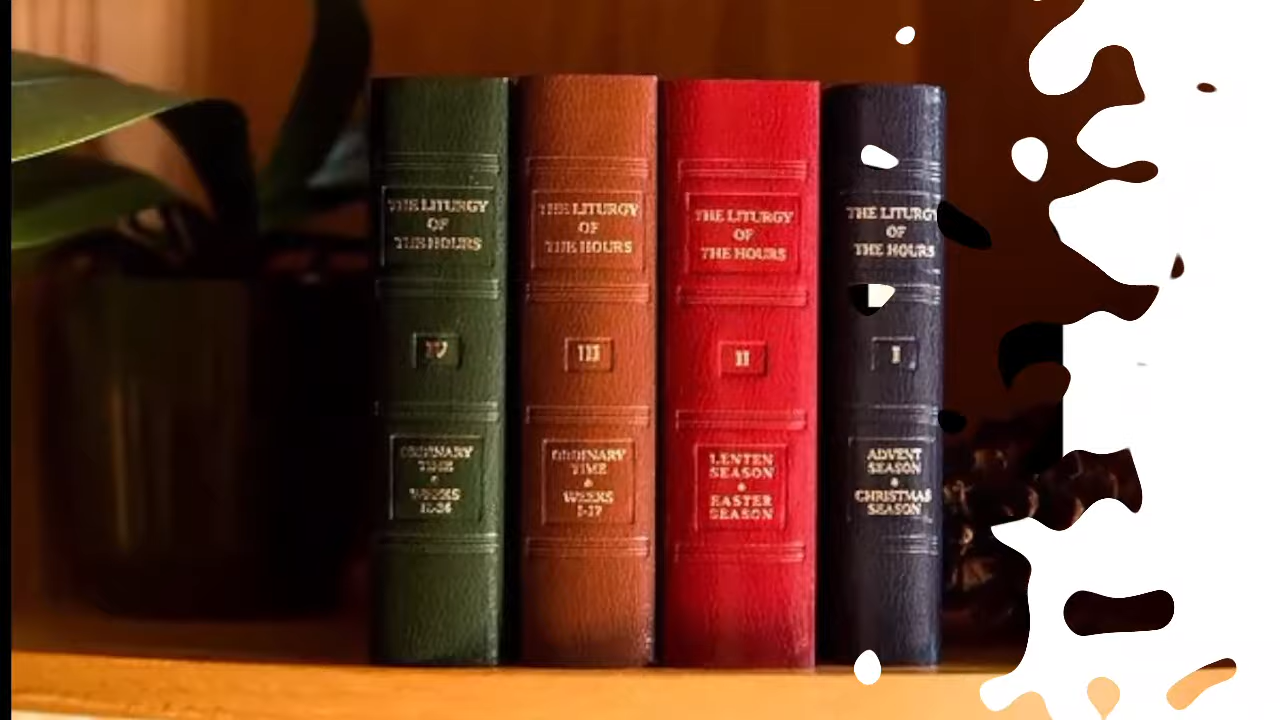 THE LITURGY
OF
THE HOURS
IV
ORDINARY
TIME
WEEKS
18-34
THE LITURGY
OF
THE HOURS
III
ORDINARY
TIME
WEEKS
1-17
THE LITURGY
OF
THE HOURS
II
LENTEN
SEASON
EASTER
SEASON
THE LITURGY
OF
THE HOURS
I
ADVENT
SEASON
CHRISTMAS
SEASON